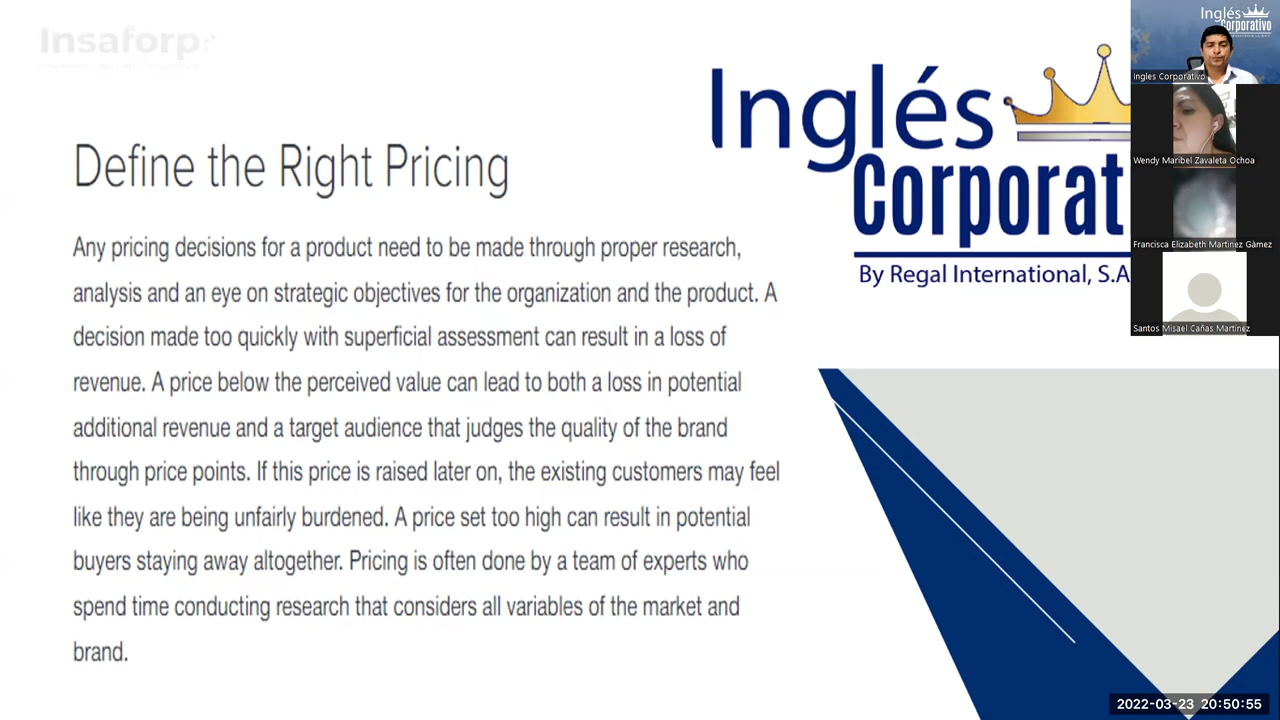 Insaforp
Define the Right Pricing
Any pricing decisions for a product need to be made through proper research,
analysis and an eye on strategic objectives for the organization and the product. A
decision made too quickly with superficial assessment can result in a loss of
revenue. A price below the perceived value can lead to both a loss in potential
additional revenue and a target audience that judges the quality of the brand
through price points. If this price is raised later on, the existing customers may feel
like they are being unfairly burdened. A price set too high can result in potential
buyers staying away altogether. Pricing is often done by a team of experts who
spend time conducting research that considers all variables of the market and
brand.
Inglés
Corporat
By Regal International, S.A
Inglés
Corporativo
Ingles Corporativo
Wendy Maribel Zavaleta Ochoa
Francisca Elizabeth Martinez Gàmez
Santos Misael Cañas Martinez
2022-03-23 20:50:55